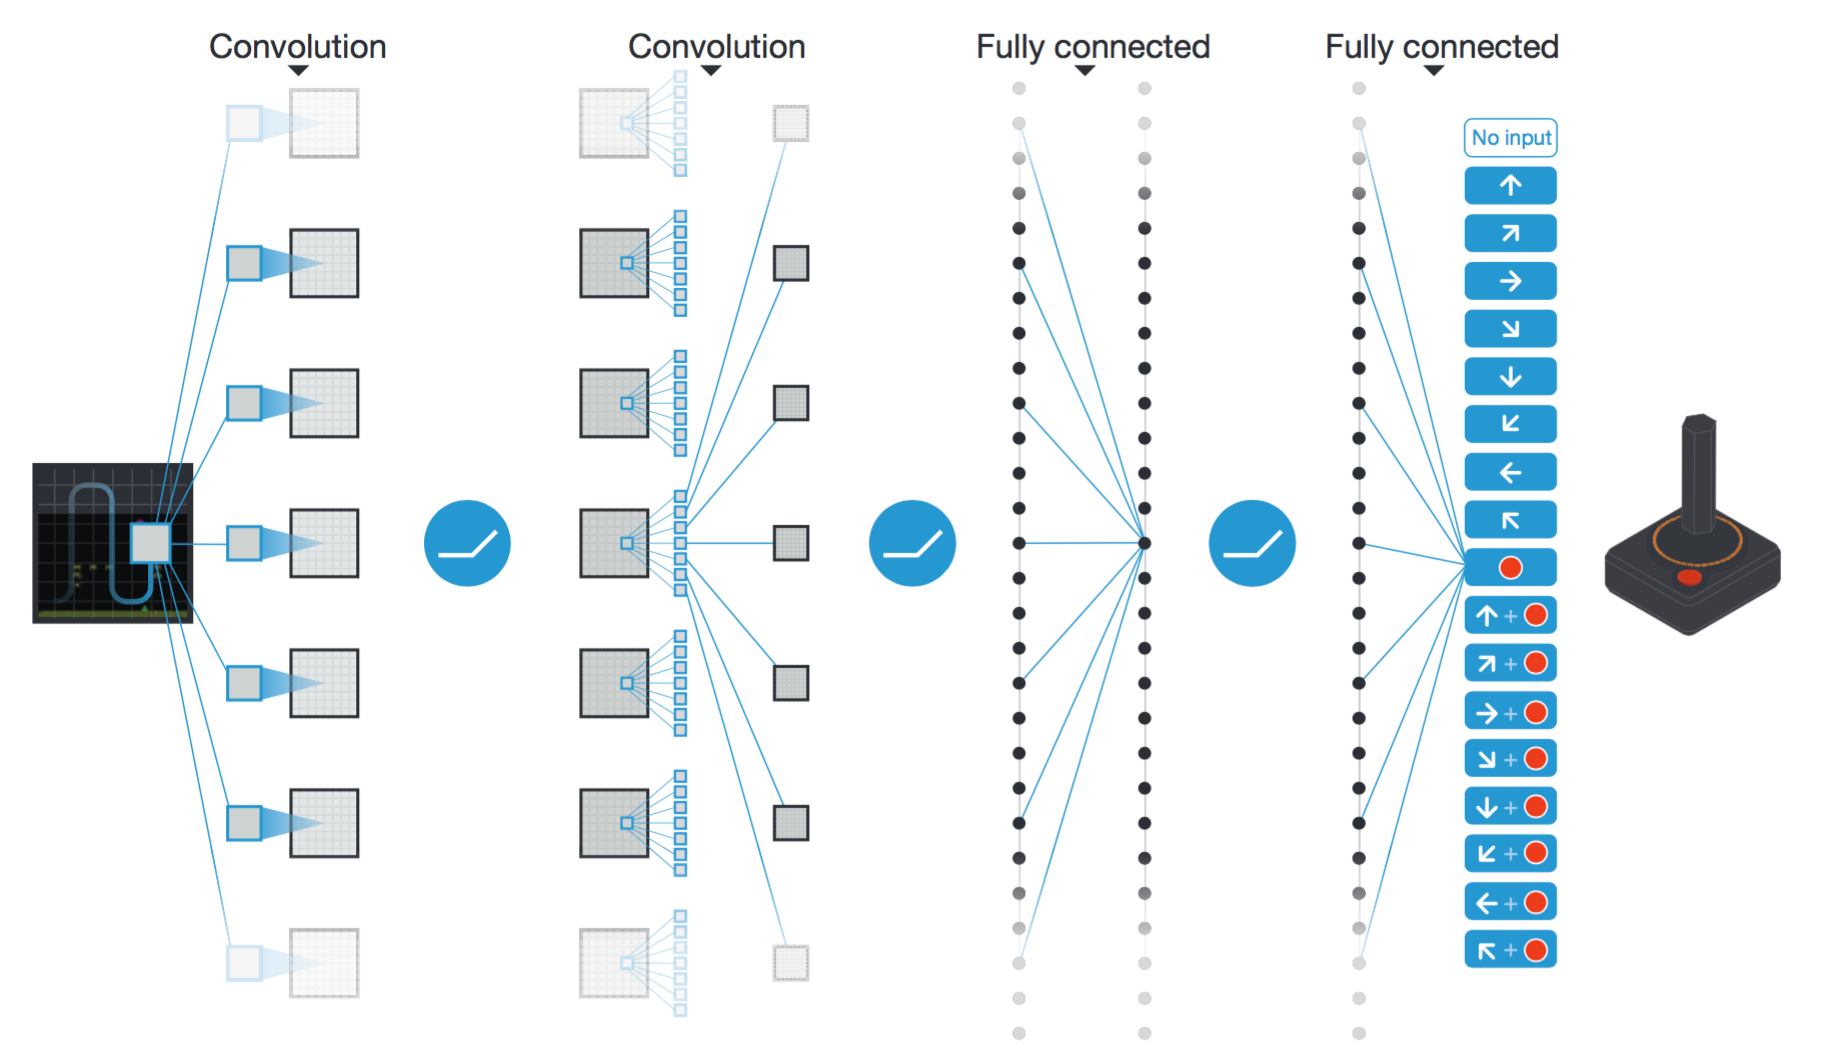 Convolution
Convolution
Fully connected
Fully connected
No input
+
+
+
+
+
+
+
+